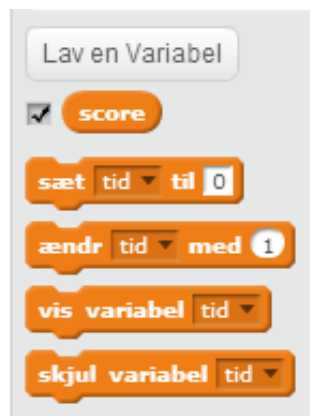 Lav en Variabel
score
sæt tid til 0
ændr tid med 1
vis variabel tid
skjul variabel tid